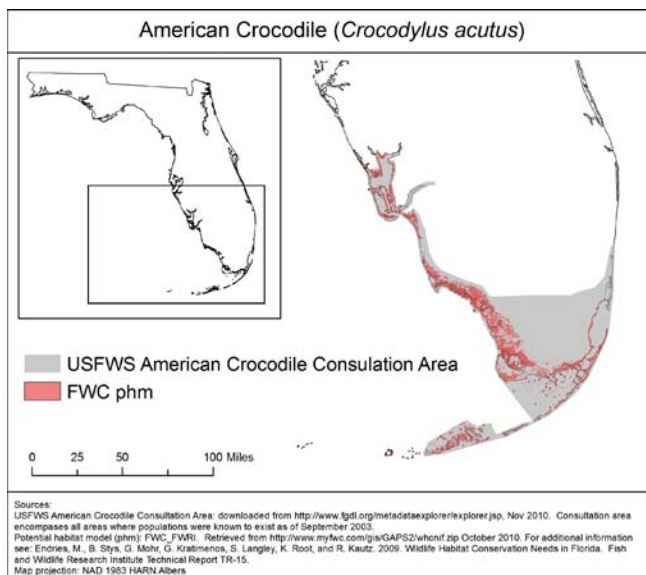 American Crocodile (Crocodylus acutus)
USFWS American Crocodile Consulation Area
FWC phm
0 25 50 100 Miles
Sources:
USFWS American Crocodile Consultation Area: downloaded from http://www.fgdl.org/metadataexplorer/explorer.jsp, Nov 2010. Consultation area
encompases all areas where populations were known to exist as of September 2003.
Potential habitat model (phm): FWC_FWRI. Retrieved from http://www.myfwc.com/gis/GAPS2/whonif.zip October 2010. For additional information
see: Endries, M., B. Stys, G. Mohr, G. Kratimenos, S. Langley, K. Root, and R. Kautz. 2009. Wildlife Habitat Conservation Needs in Florida. Fish
and Wildlife Research Institute Technical Report TR-15.
Map projection: NAD 1983 HARN Albers